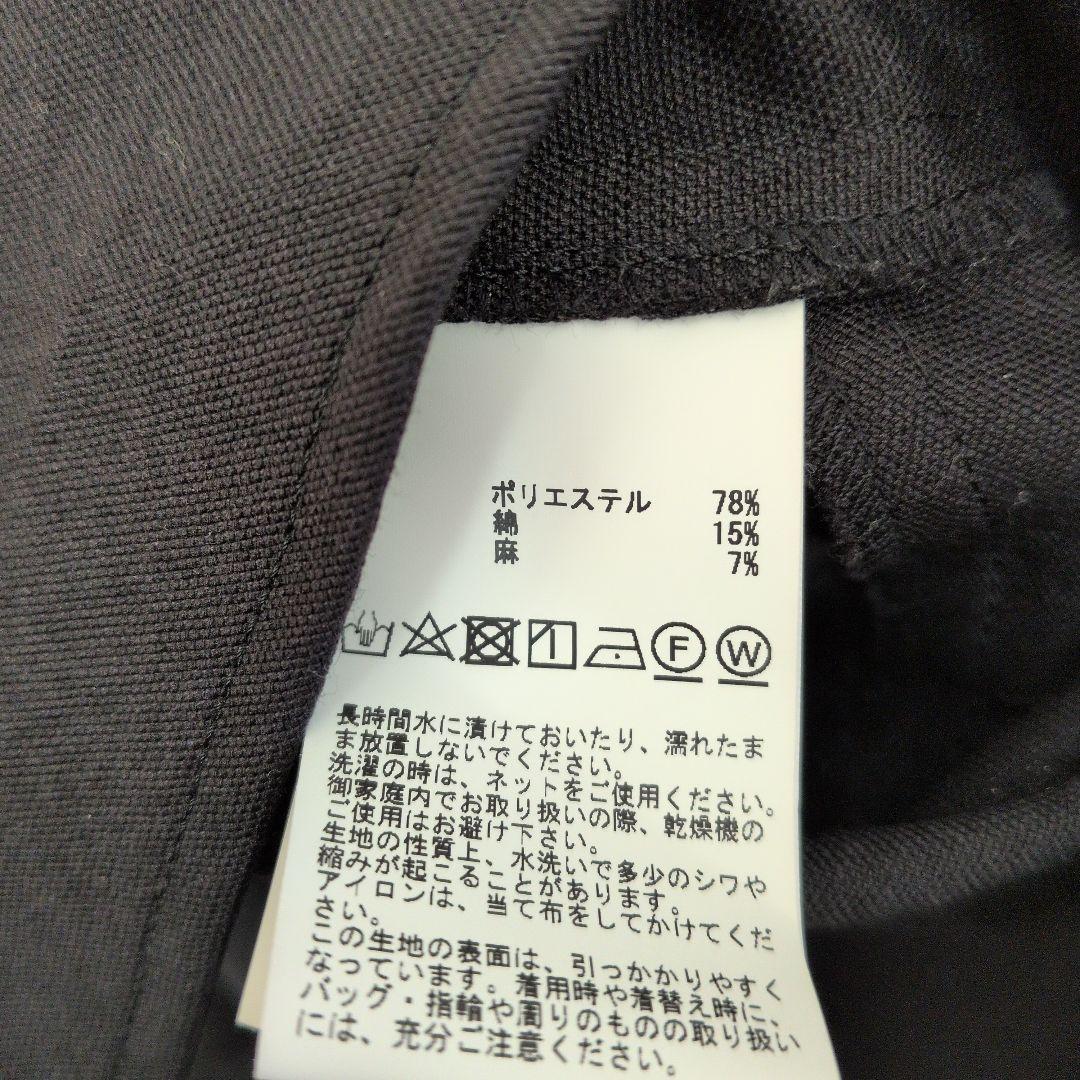 ポリエステル 78%
綿 15%
麻 7%
F W
長時間水に漬けておいたり、濡れたま
ま放置しないでください。
洗濯の時は、ネットをご使用ください。
御家庭内でお取り扱いの際、乾燥機の
ご使用はお避け下さい。
生地の性質上、水洗いで多少のシワや
縮みが起こることがあります。
アイロンは、当て布をしてかけてくだ
さい。
この生地の表面は、引っかかりやすく
なっています。着用時や着替え時に、
バッグ・指輪や周りのものの取り扱い
には、充分ご注意ください。